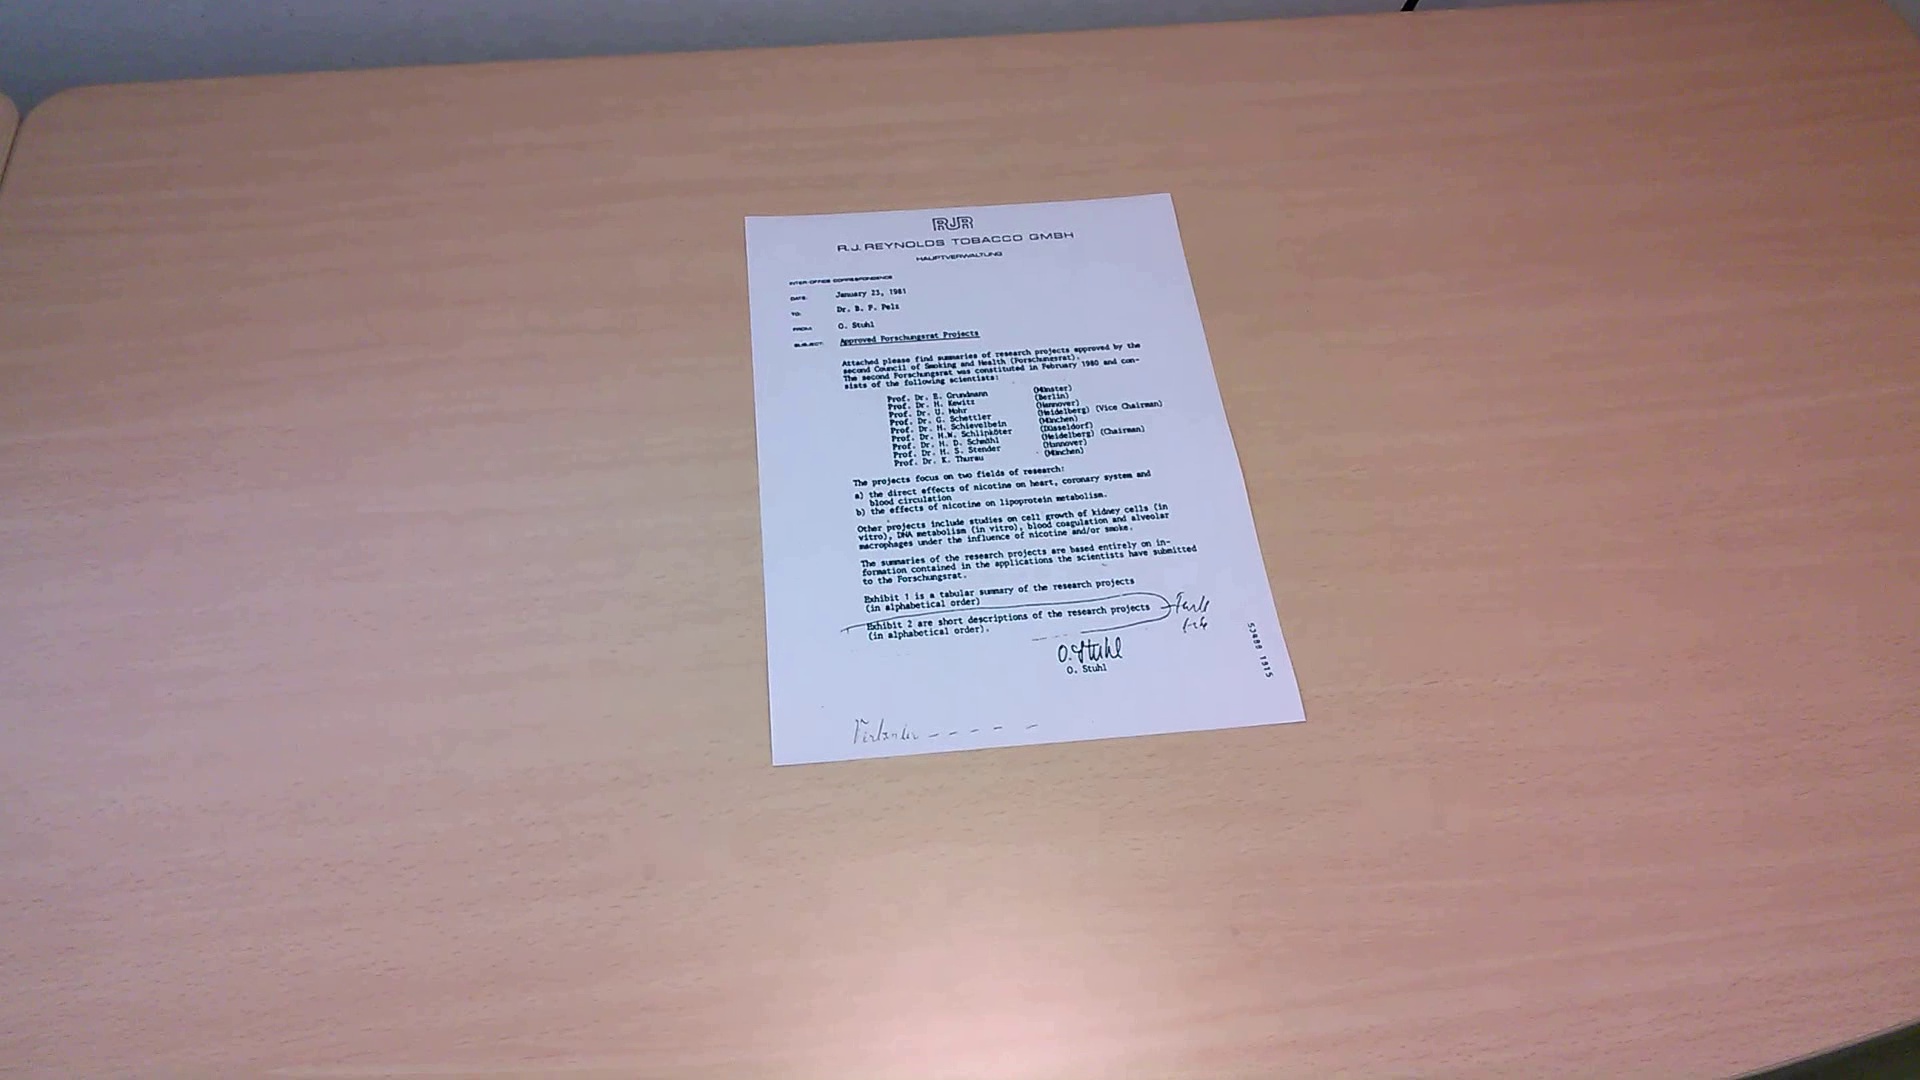 RJR
R.J. REYNOLDS TOBACCO GMBH
HAUPTVERWALTUNG
INTER-OFFICE CORRESPONDENCE
DATE: January 23, 1981
TO: Dr. B. F. Pelz
FROM: O. Stuhl
SUBJECT: Approved Forschungsrat Projects
Attached please find summaries of research projects approved by the
second Council of Smoking and Health (Forschungsrat).
The second Forschungsrat was constituted in February 1980 and con-
sists of the following scientists:
Prof. Dr. E. Grundmann (Münster)
Prof. Dr. H. Kewitz (Berlin)
Prof. Dr. U. Mohr (Hannover)
Prof. Dr. G. Schettler (Heidelberg) (Vice Chairman)
Prof. Dr. H. Schievelbein (München)
Prof. Dr. H.W. Schlipköter (Düsseldorf)
Prof. Dr. H. D. Schmähl (Heidelberg) (Chairman)
Prof. Dr. H. S. Stender (Hannover)
Prof. Dr. K. Thurau (München)
The projects focus on two fields of research:
a) the direct effects of nicotine on heart, coronary system and
blood circulation
b) the effects of nicotine on lipoprotein metabolism.
Other projects include studies on cell growth of kidney cells (in
vitro), DNA metabolism (in vitro), blood coagulation and alveolar
macrophages under the influence of nicotine and/or smoke.
The summaries of the research projects are based entirely on in-
formation contained in the applications the scientists have submitted
to the Forschungsrat.
Exhibit 1 is a tabular summary of the research projects
(in alphabetical order)
Exhibit 2 are short descriptions of the research projects
(in alphabetical order).
O. Stuhl
O. Stuhl